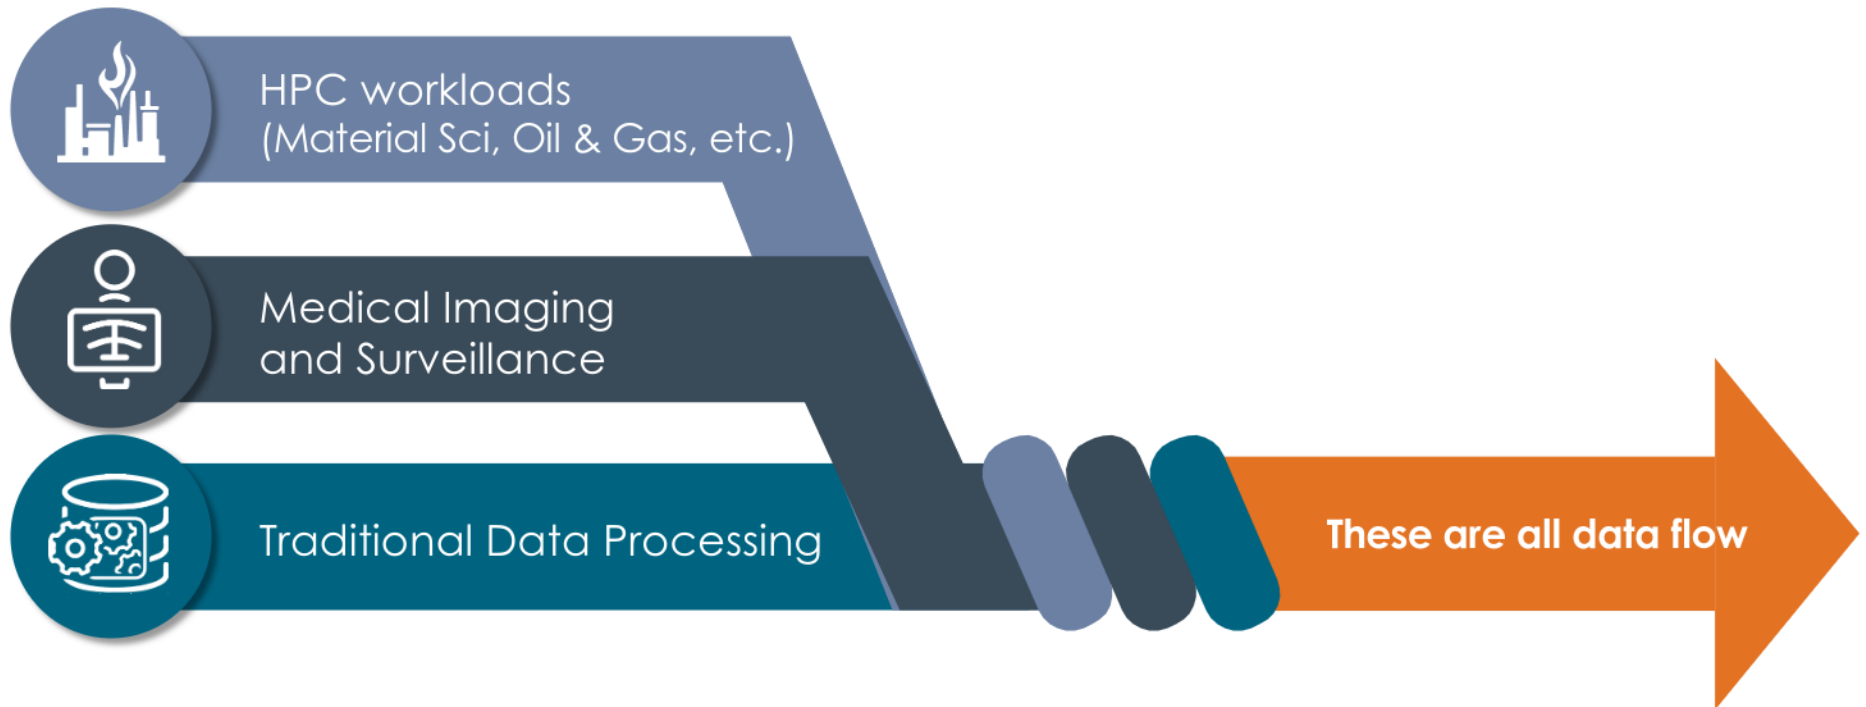 HPC workloads
(Material Sci, Oil & Gas, etc.)
Medical Imaging
and Surveillance
Traditional Data Processing
These are all data flow